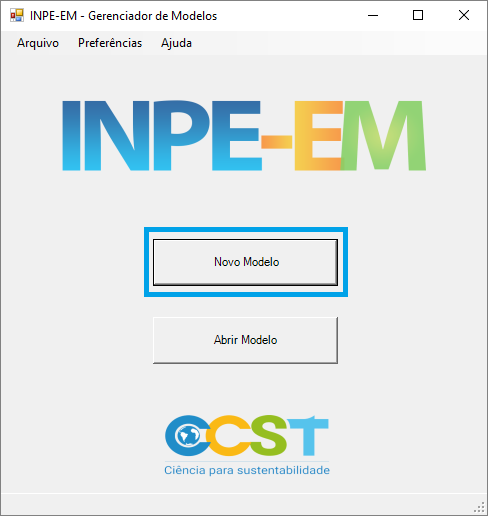 INPE-EM - Gerenciador de Modelos
Arquivo Preferências Ajuda
INPE-EM
Novo Modelo
Abrir Modelo
CCST
Ciência para sustentabilidade